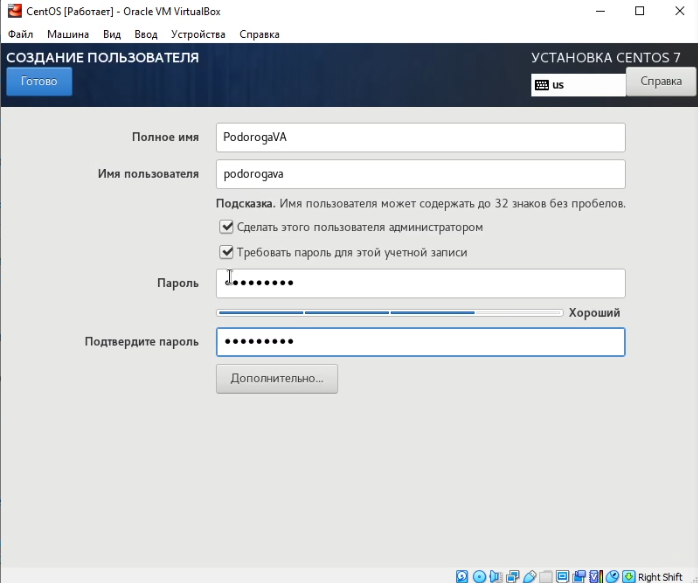 CentOS [Работает] - Oracle VM VirtualBox
Файл Машина Вид Ввод Устройства Справка
СОЗДАНИЕ ПОЛЬЗОВАТЕЛЯ
УСТАНОВКА CENTOS 7
Готово
us
Справка
Полное имя PodorogaVA
Имя пользователя podorogava
Подсказка. Имя пользователя может содержать до 32 знаков без пробелов.
Сделать этого пользователя администратором
Требовать пароль для этой учетной записи
Пароль •••••••••
Хороший
Подтвердите пароль •••••••••
Дополнительно...
Right Shift